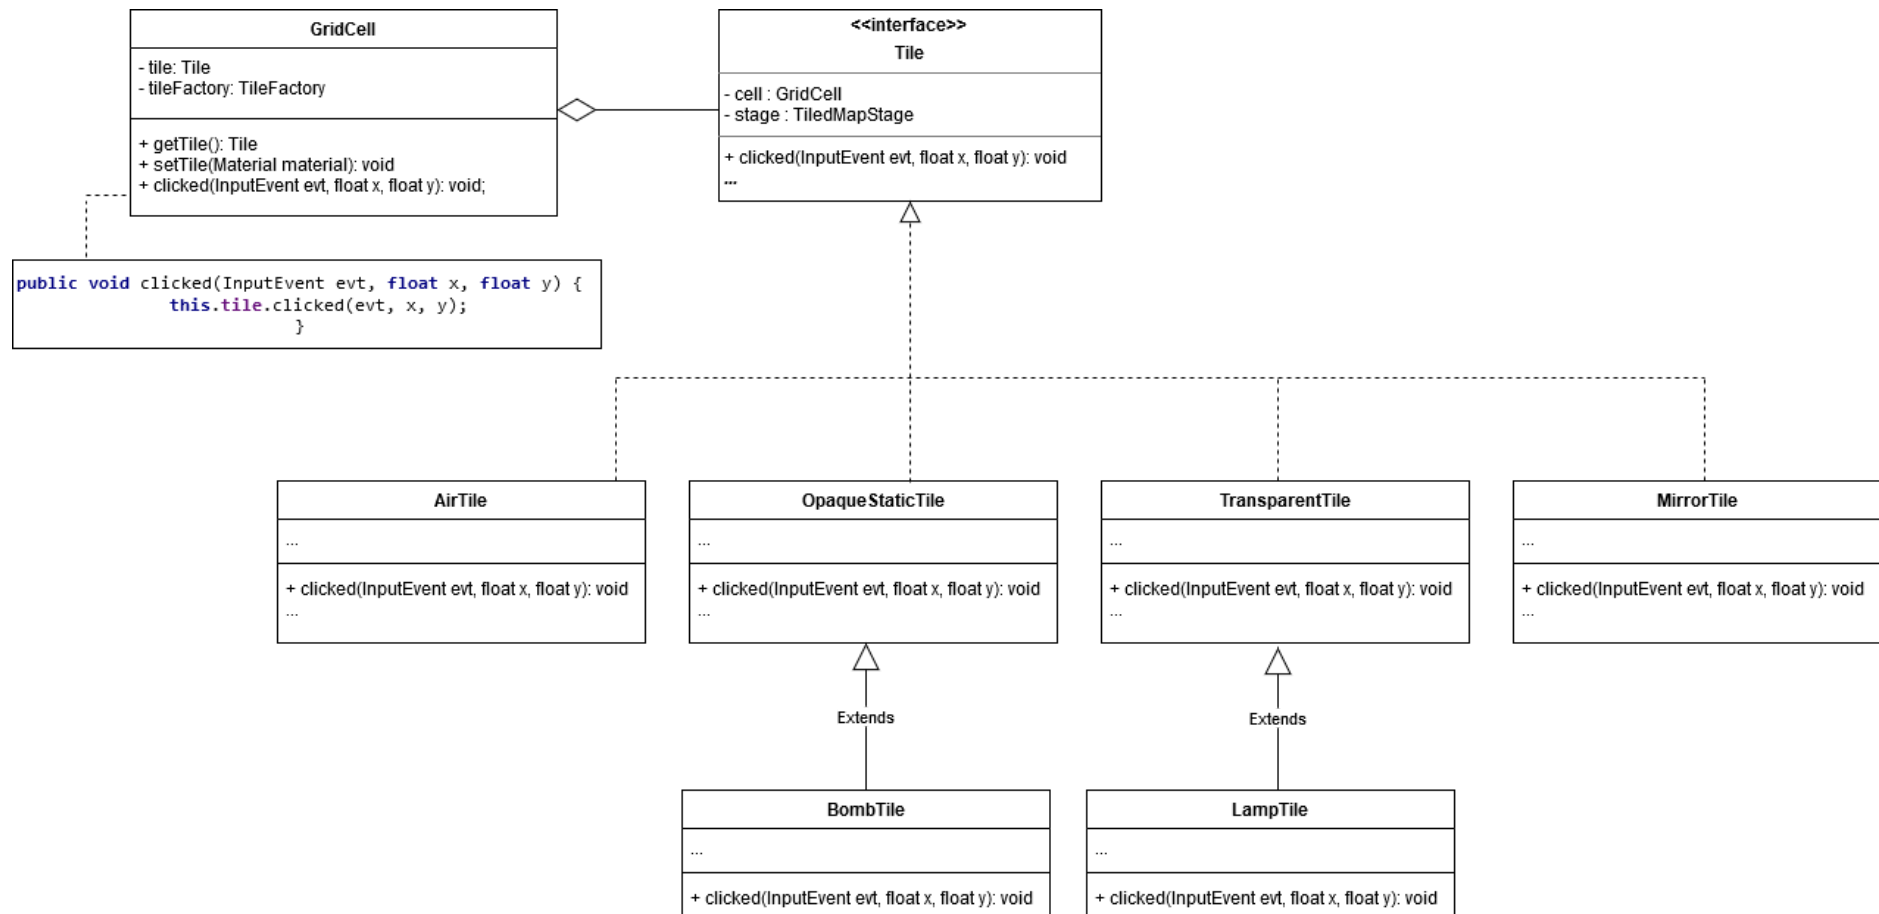 GridCell
- tile: Tile
- tileFactory: TileFactory
+ getTile(): Tile
+ setTile(Material material): void
+ clicked(InputEvent evt, float x, float y): void;
<<interface>>
Tile
- cell : GridCell
- stage : TiledMapStage
+ clicked(InputEvent evt, float x, float y): void
...
public void clicked(InputEvent evt, float x, float y) {
this.tile.clicked(evt, x, y);
}
AirTile
...
+ clicked(InputEvent evt, float x, float y): void
...
OpaqueStaticTile
...
+ clicked(InputEvent evt, float x, float y): void
...
TransparentTile
...
+ clicked(InputEvent evt, float x, float y): void
...
MirrorTile
...
+ clicked(InputEvent evt, float x, float y): void
...
Extends
Extends
BombTile
...
+ clicked(InputEvent evt, float x, float y): void
LampTile
...
+ clicked(InputEvent evt, float x, float y): void